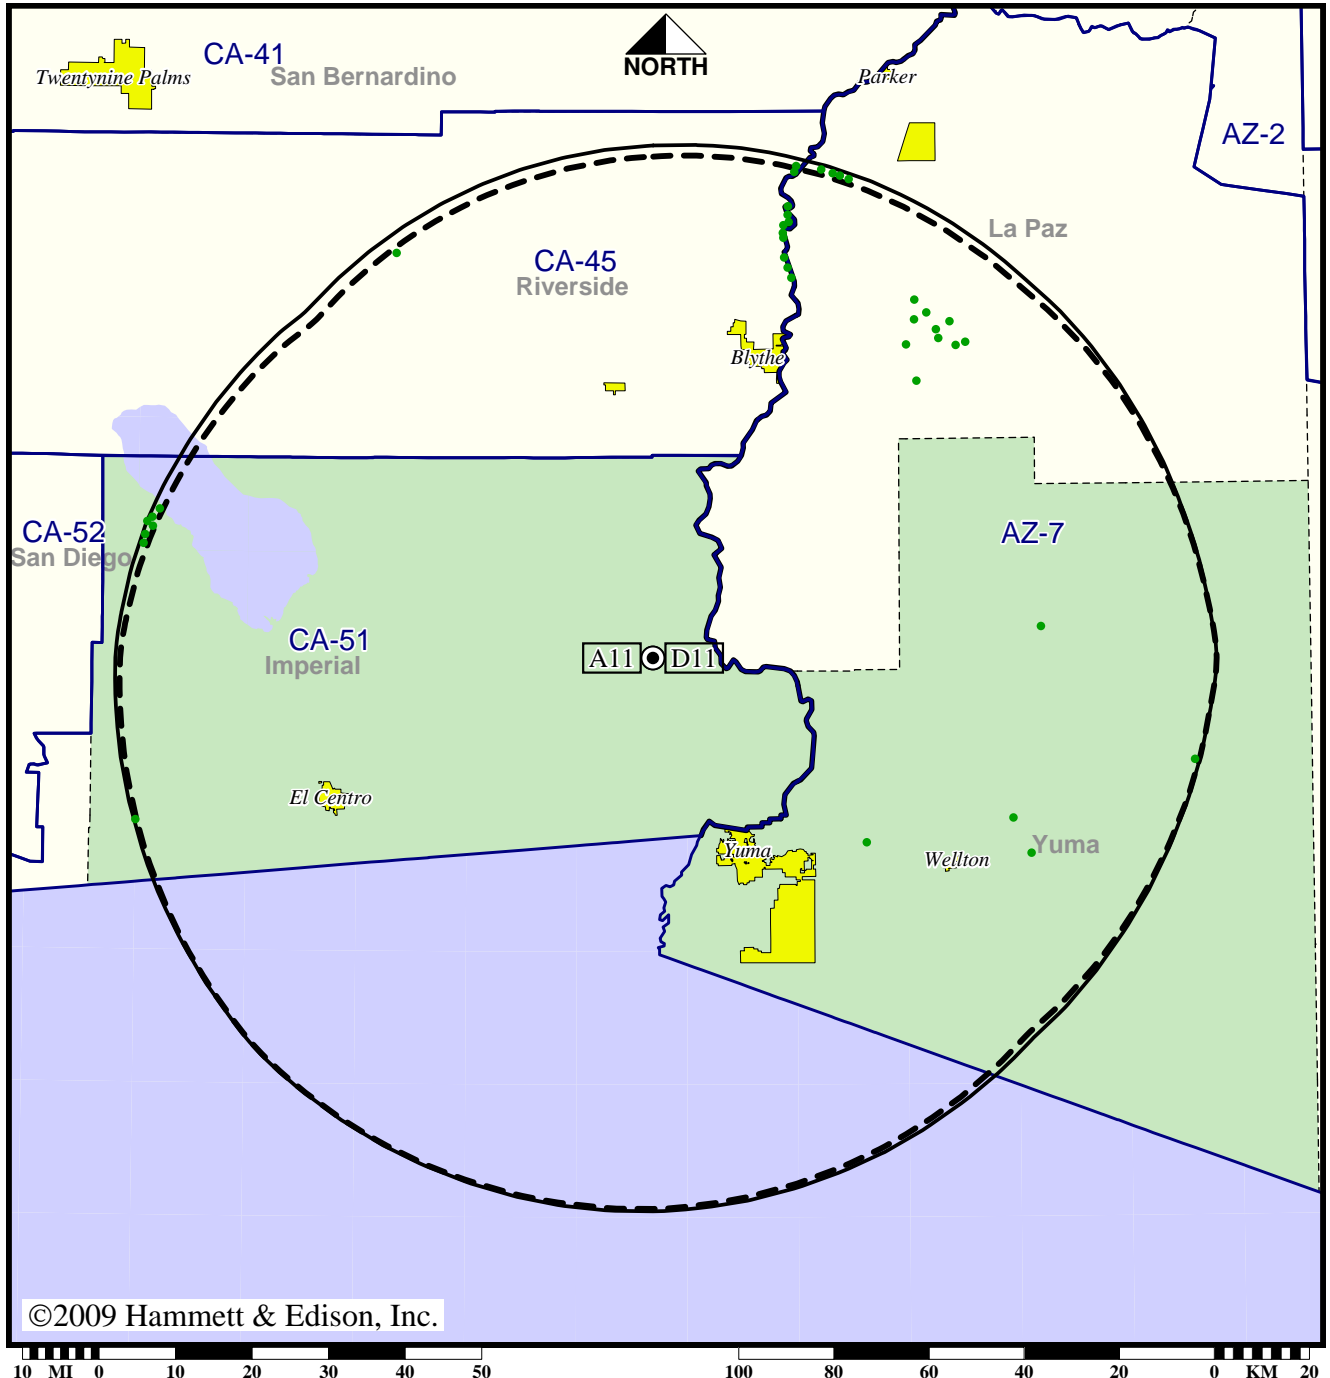 CA-41
San Bernardino
Twentynine Palms
NORTH
Parker
AZ-2
La Paz
CA-45
Riverside
Blythe
CA-52
San Diego
AZ-7
CA-51
Imperial
A11 D11
El Centro
Yuma
Wellton
Yuma
©2009 Hammett & Edison, Inc.
10 MI 0 10 20 30 40 50 100 80 60 40 20 0 KM 20